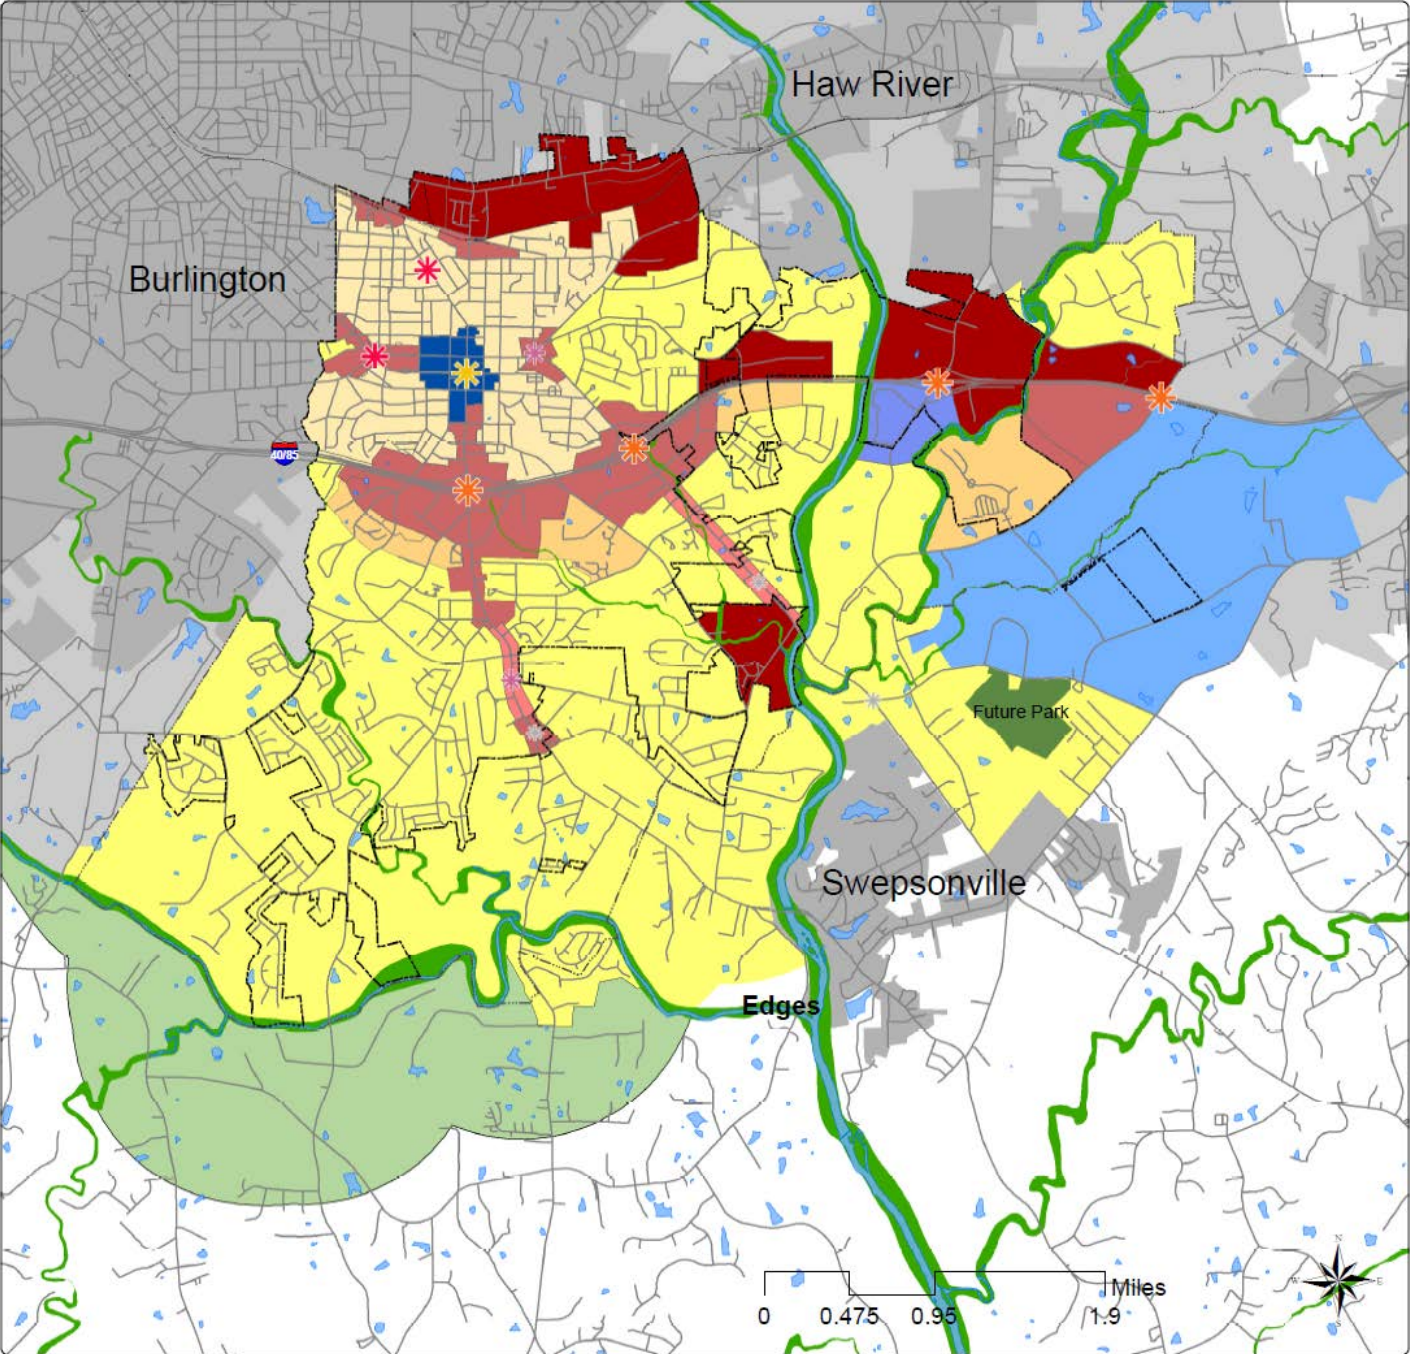 Haw River
Burlington
40/85
Future Park
Swepsonville
Edges
N
W E
S
Miles
0 0.475 0.95 1.9